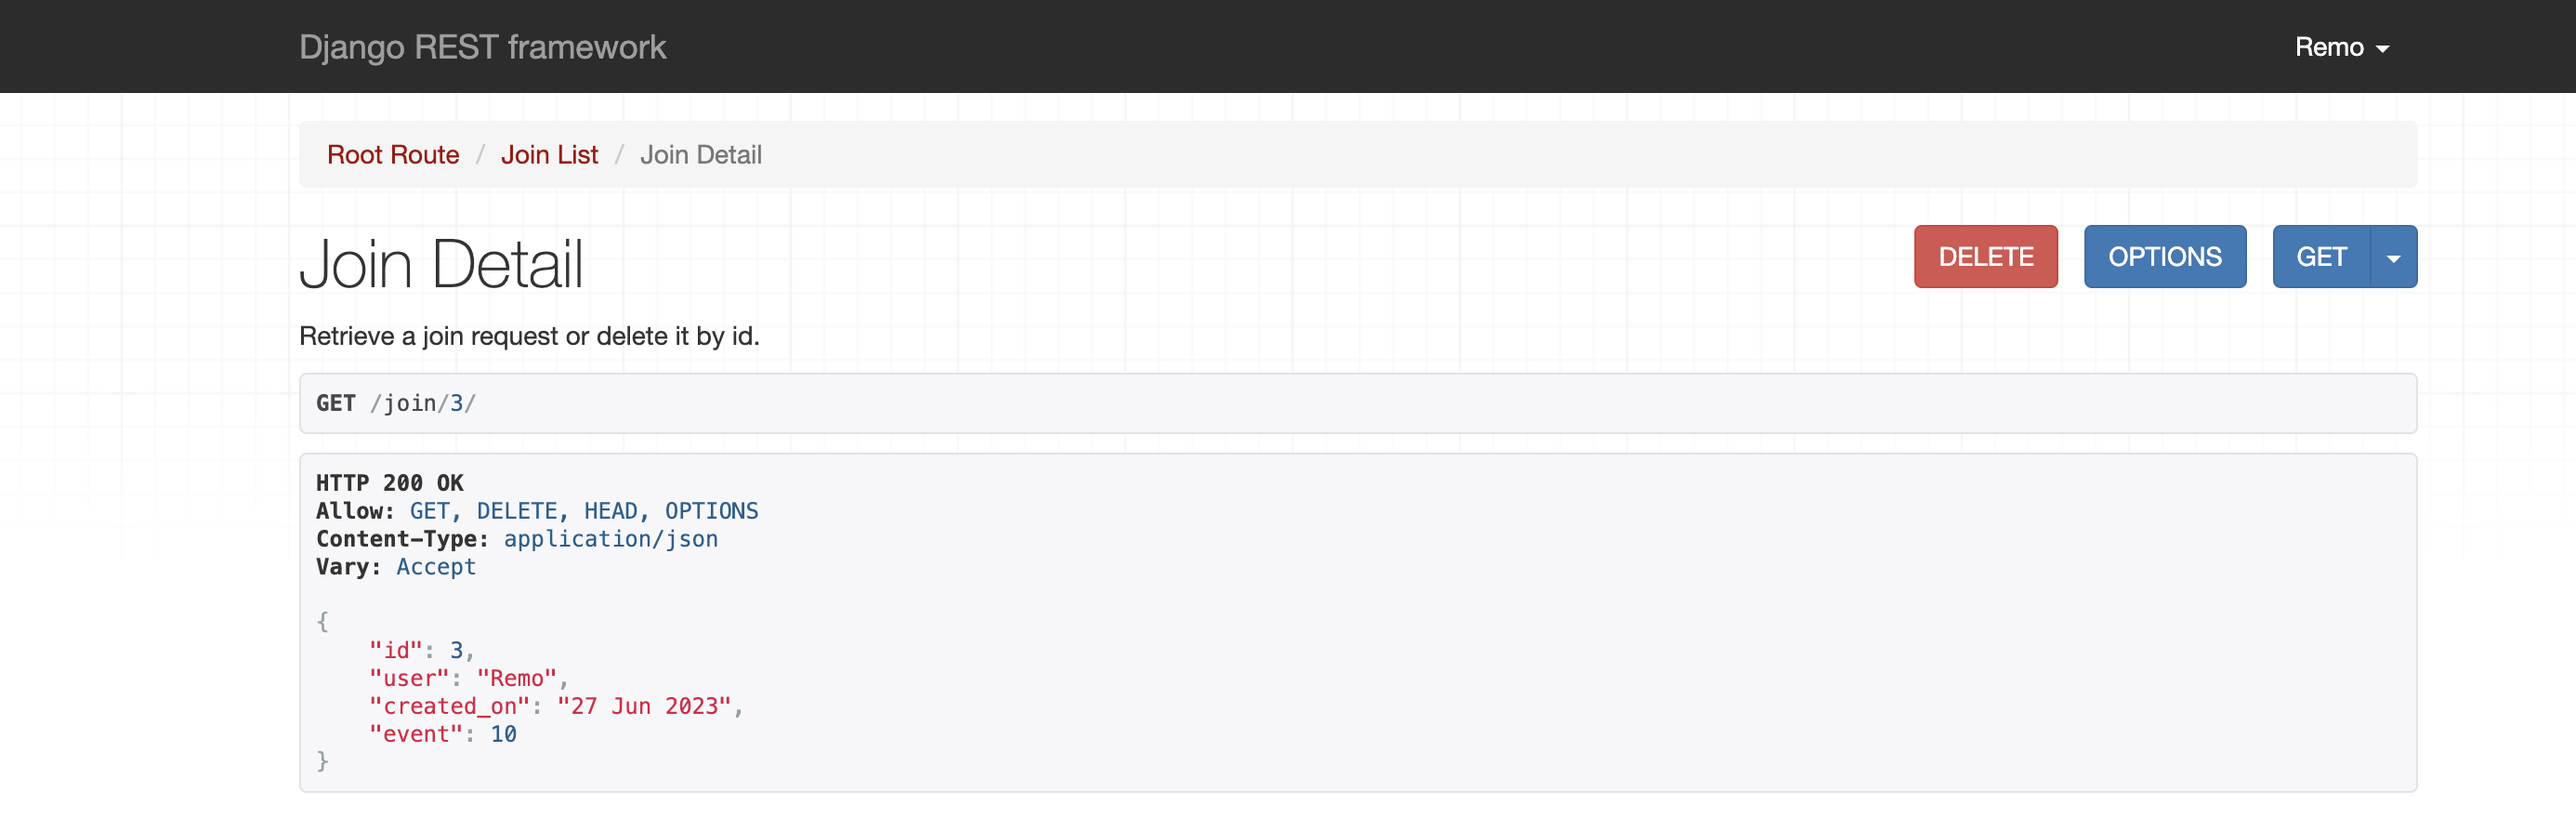 Django REST framework
Remo
Root Route / Join List / Join Detail
Join Detail
DELETE
OPTIONS
GET
Retrieve a join request or delete it by id.
GET /join/3/
HTTP 200 OK
Allow: GET, DELETE, HEAD, OPTIONS
Content-Type: application/json
Vary: Accept
{
    "id": 3,
    "user": "Remo",
    "created_on": "27 Jun 2023",
    "event": 10
}